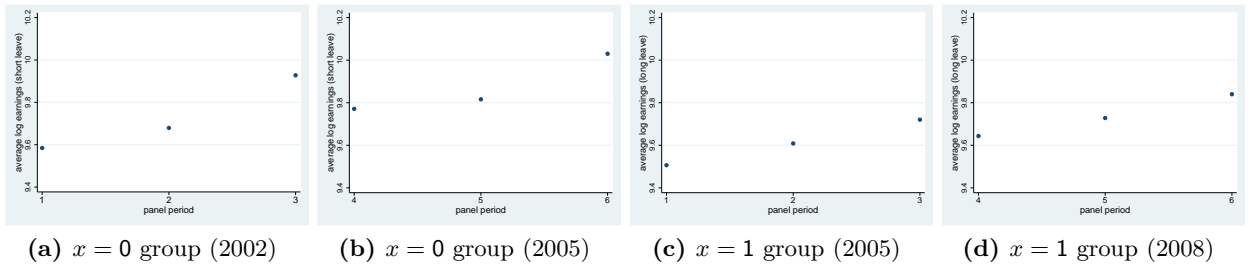 average log earnings (short leave)
10.2
10
9.8
9.6
9.4
1 2 3
panel period
(a) x = 0 group (2002)
average log earnings (short leave)
10.2
10
9.8
9.6
9.4
4 5 6
panel period
(b) x = 0 group (2005)
average log earnings (long leave)
10.2
10
9.8
9.6
9.4
1 2 3
panel period
(c) x = 1 group (2005)
average log earnings (long leave)
10.2
10
9.8
9.6
9.4
4 5 6
panel period
(d) x = 1 group (2008)